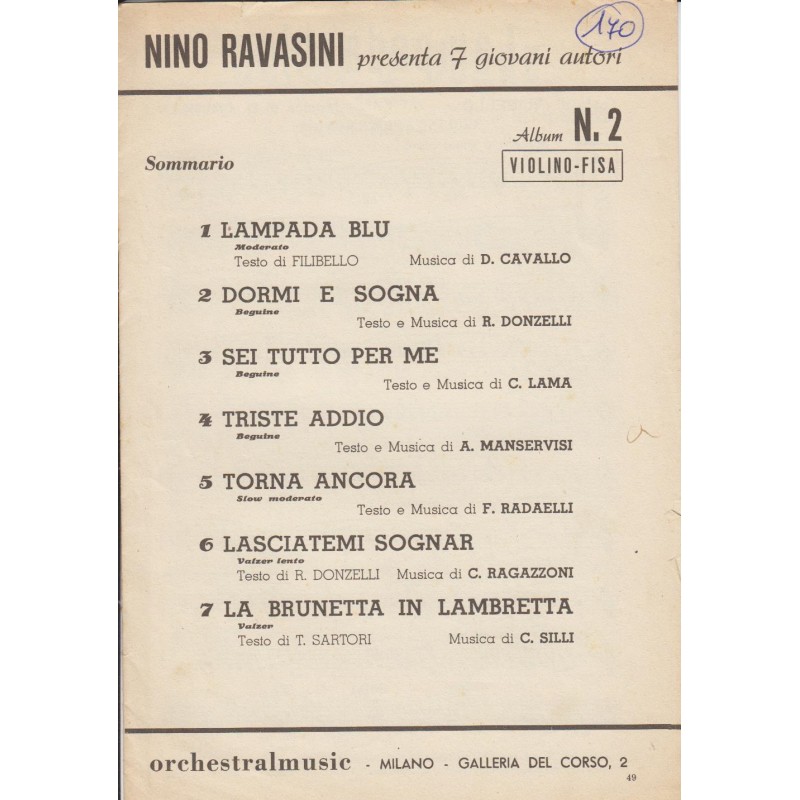 170
NINO RAVASINI presenta 7 giovani autori
Album N. 2
Sommario
VIOLINO-FISA
1 LAMPADA BLU
Moderato
Testo di FILIBELLO Musica di D. CAVALLO
2 DORMI E SOGNA
Beguine
Testo e Musica di R. DONZELLI
3 SEI TUTTO PER ME
Beguine
Testo e Musica di C. LAMA
4 TRISTE ADDIO
Beguine
Testo e Musica di A. MANSERVISI
5 TORNA ANCORA
Slow moderato
Testo e Musica di F. RADAELLI
6 LASCIATEMI SOGNAR
Valzer lento
Testo di R. DONZELLI Musica di C. RAGAZZONI
7 LA BRUNETTA IN LAMBRETTA
Valzer
Testo di T. SARTORI Musica di C. SILLI
orchestralmusic - MILANO - GALLERIA DEL CORSO, 2
49